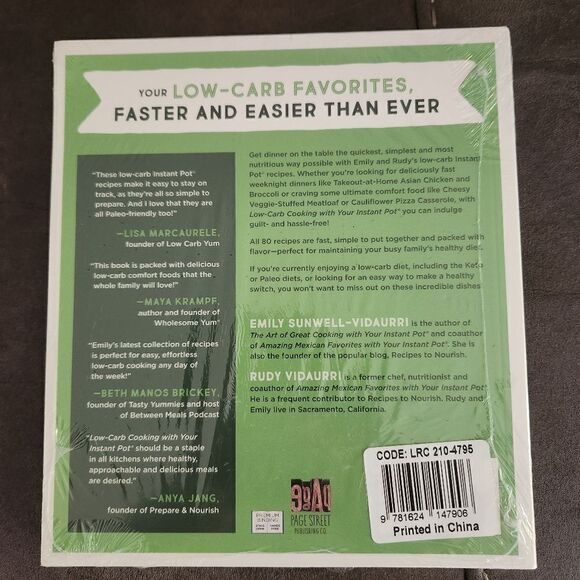 YOUR LOW-CARB FAVORITES,
FASTER AND EASIER THAN EVER
"These low-carb Instant Pot®
recipes make it easy to stay on
track, as they're all so simple to
prepare. And I love that they are
all Paleo-friendly too!"
—LISA MARCAURELE,
founder of Low Carb Yum
"This book is packed with delicious
low-carb comfort foods that the
whole family will love!"
—MAYA KRAMPF,
author and founder of
Wholesome Yum®
"Emily's latest collection of recipes
is perfect for easy, effortless
low-carb cooking any day of
the week!"
—BETH MANOS BRICKEY,
founder of Tasty Yummies and host
of Between Meals Podcast
"Low-Carb Cooking with Your
Instant Pot® should be a staple
in all kitchens where healthy,
approachable and delicious meals
are desired."
—ANYA JANG,
founder of Prepare & Nourish
Get dinner on the table the quickest, simplest and most
nutritious way possible with Emily and Rudy's low-carb Instant
Pot® recipes. Whether you're looking for deliciously fast
weeknight dinners like Takeout-at-Home Asian Chicken and
Broccoli or craving some ultimate comfort food like Cheesy
Veggie-Stuffed Meatloaf or Cauliflower Pizza Casserole, with
Low-Carb Cooking with Your Instant Pot® you can indulge
guilt- and hassle-free!
All 80 recipes are fast, simple to put together and packed with
flavor—perfect for maintaining your busy family's healthy diet.
If you're currently enjoying a low-carb diet, including the Keto
or Paleo diets, or looking for an easy way to make a healthy
switch, you won't want to miss out on these incredible dishes
EMILY SUNWELL-VIDAURRI is the author of
The Art of Great Cooking with Your Instant Pot® and coauthor
of Amazing Mexican Favorites with Your Instant Pot®. She is
also the founder of the popular blog, Recipes to Nourish.
RUDY VIDAURRI is a former chef, nutritionist and
coauthor of Amazing Mexican Favorites with Your Instant Pot®
He is a frequent contributor to Recipes to Nourish. Rudy and
Emily live in Sacramento, California.
PREMIUM
BINDING
PAGE STREET
PUBLISHING CO.
CODE: LRC 210-4795
9 781624 147906
Printed in China